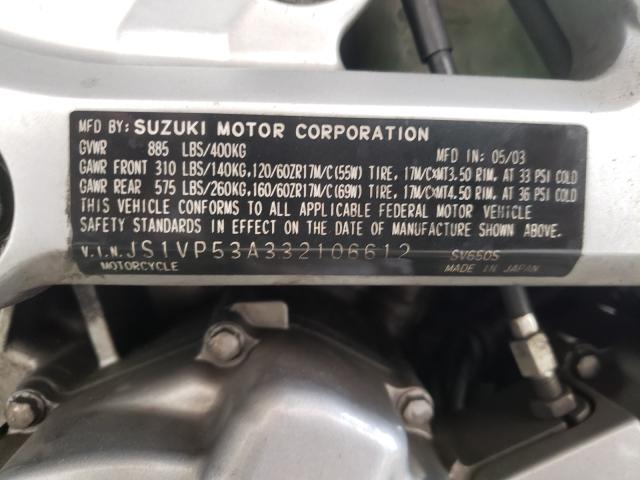 MFD BY: SUZUKI MOTOR CORPORATION
GVWR 885 LBS/400KG MFD IN: 05/03
GAWR FRONT 310 LBS/140KG,120/60ZR17M/C(55W) TIRE, 17M/C×MT3.50 RIM, AT 33 PSI COLD
GAWR REAR 575 LBS/260KG,160/60ZR17M/C(69W) TIRE, 17M/C×MT4.50 RIM, AT 36 PSI COLD
THIS VEHICLE CONFORMS TO ALL APPLICABLE FEDERAL MOTOR VEHICLE
SAFETY STANDARDS IN EFFECT ON THE DATE OF MANUFACTURE SHOWN ABOVE.
V.I.N. JS1VP53A332106612 SV650S
MOTORCYCLE MADE IN JAPAN